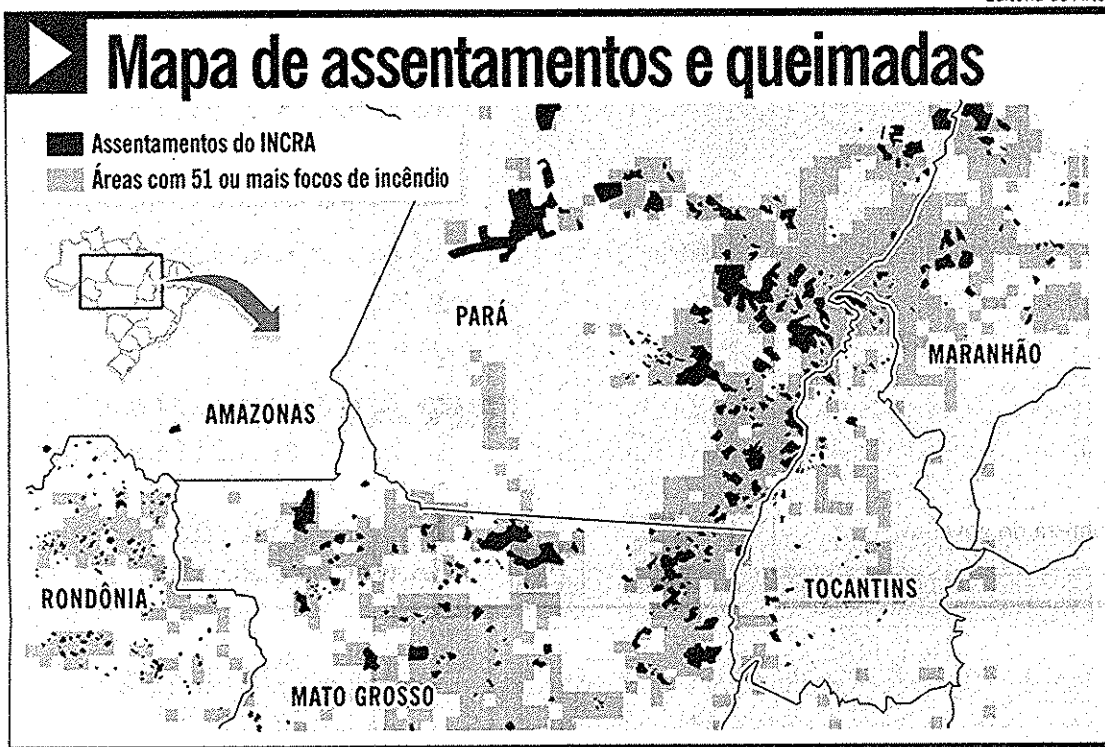 Mapa de assentamentos e queimadas
Assentamentos do INCRA
Áreas com 51 ou mais focos de incêndio
PARÁ
MARANHÃO
AMAZONAS
RONDÔNIA
TOCANTINS
MATO GROSSO